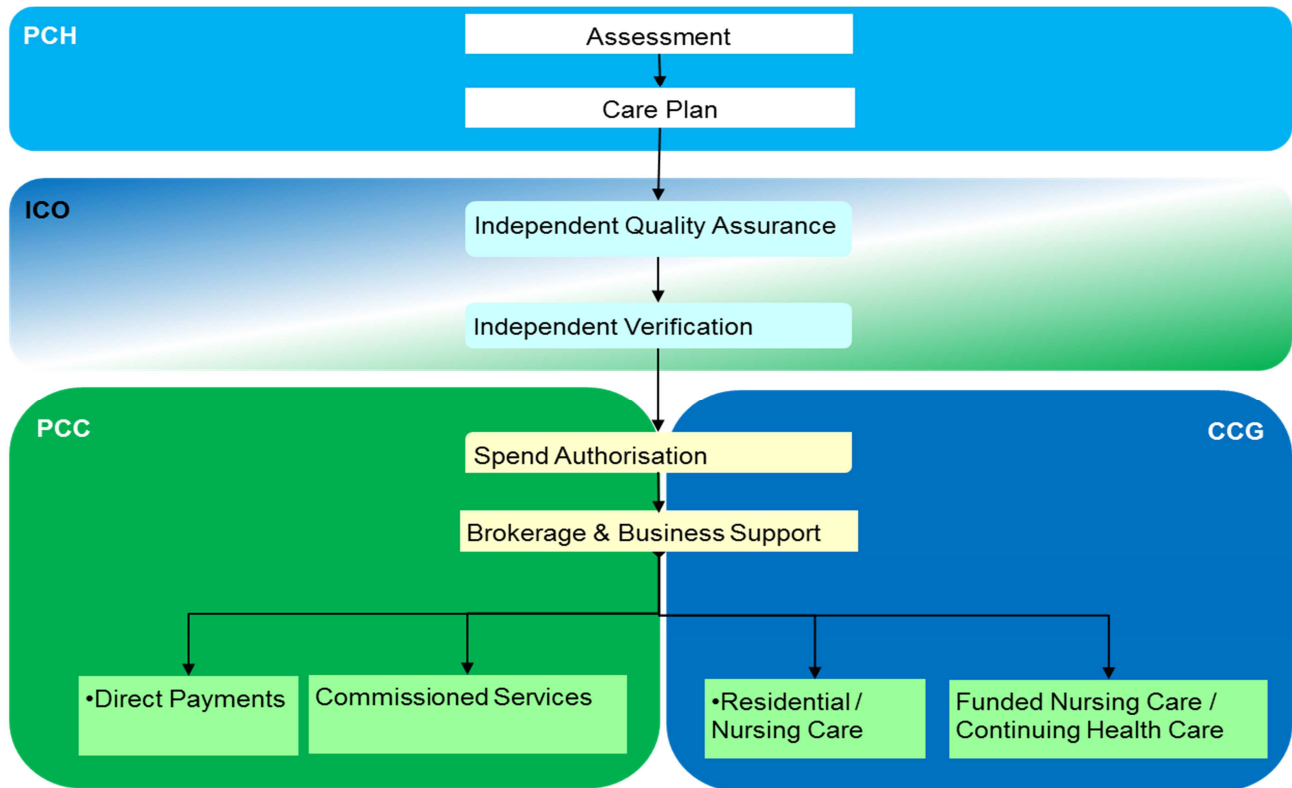 PCH
Assessment
Care Plan
ICO
Independent Quality Assurance
Independent Verification
PCC
CCG
Spend Authorisation
Brokerage & Business Support
•Direct Payments
Commissioned Services
•Residential /
Nursing Care
Funded Nursing Care /
Continuing Health Care